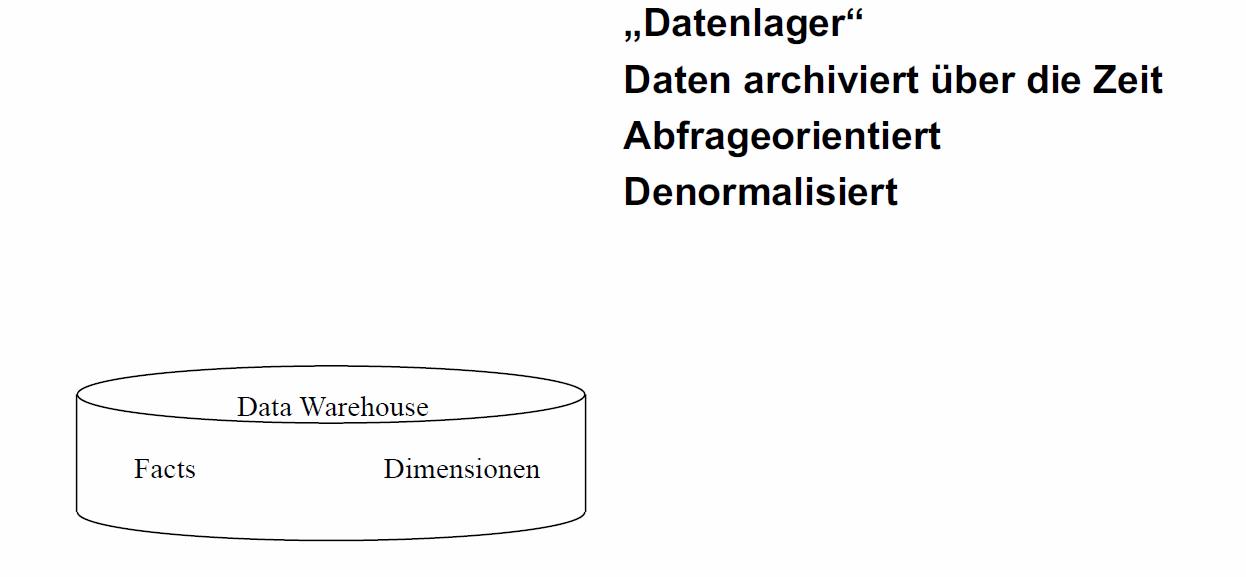 „Datenlager“
Daten archiviert über die Zeit
Abfrageorientiert
Denormalisiert
Data Warehouse
Facts Dimensionen